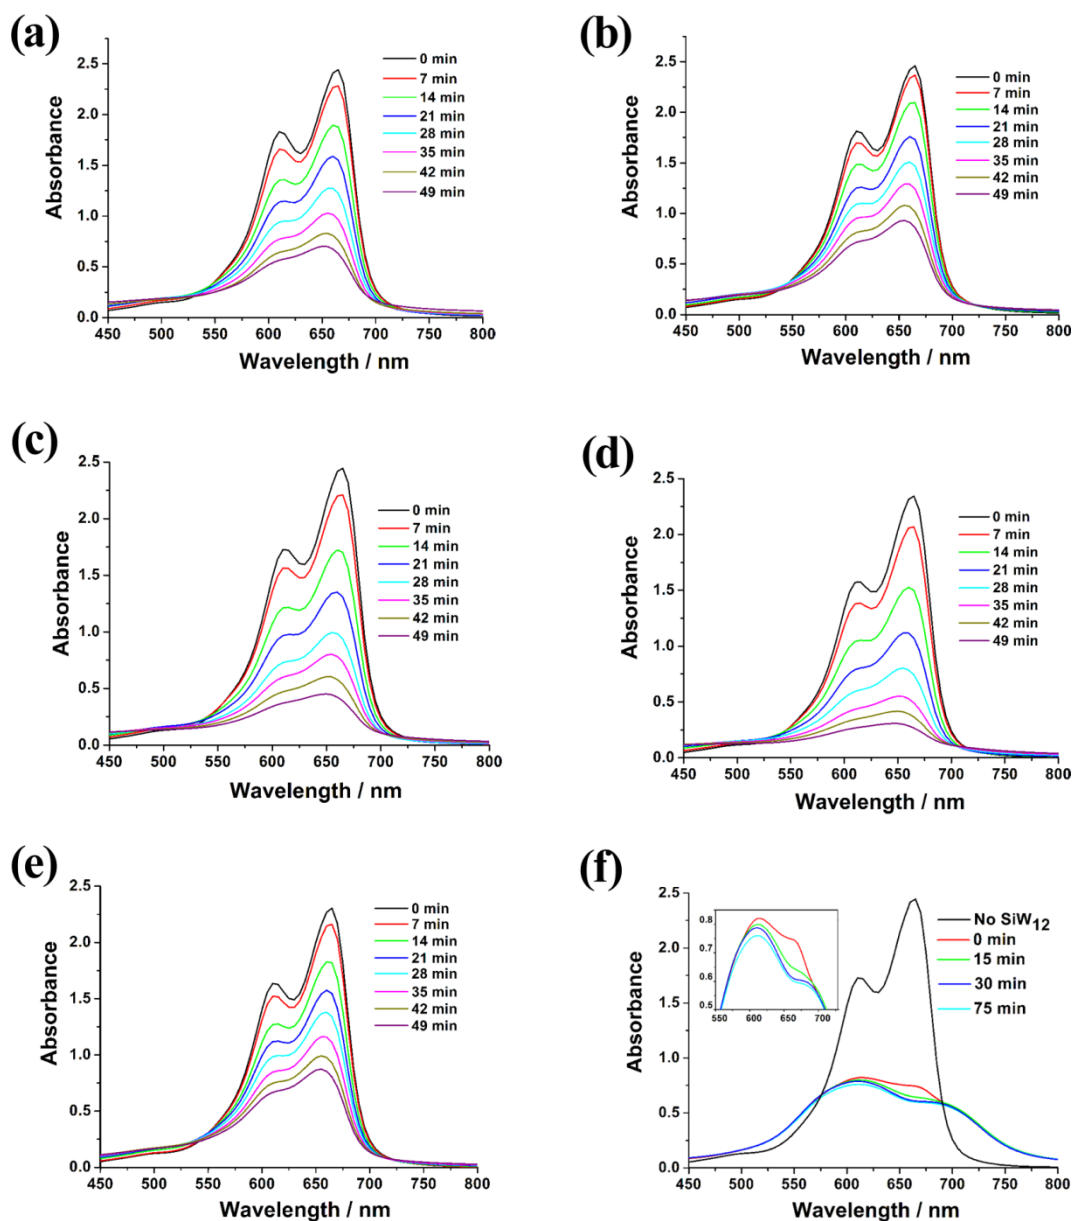 (a)
Absorbance
2.5
2.0
1.5
1.0
0.5
0.0
0 min
7 min
14 min
21 min
28 min
35 min
42 min
49 min
450 500 550 600 650 700 750 800
Wavelength / nm
(b)
Absorbance
2.5
2.0
1.5
1.0
0.5
0.0
0 min
7 min
14 min
21 min
28 min
35 min
42 min
49 min
450 500 550 600 650 700 750 800
Wavelength / nm
(c)
Absorbance
2.5
2.0
1.5
1.0
0.5
0.0
0 min
7 min
14 min
21 min
28 min
35 min
42 min
49 min
450 500 550 600 650 700 750 800
Wavelength / nm
(d)
Absorbance
2.5
2.0
1.5
1.0
0.5
0.0
0 min
7 min
14 min
21 min
28 min
35 min
42 min
49 min
450 500 550 600 650 700 750 800
Wavelength / nm
(e)
Absorbance
2.5
2.0
1.5
1.0
0.5
0.0
0 min
7 min
14 min
21 min
28 min
35 min
42 min
49 min
450 500 550 600 650 700 750 800
Wavelength / nm
(f)
Absorbance
2.5
2.0
1.5
1.0
0.5
0.0
0.8
0.7
0.6
0.5
550 600 650 700
No SiW₁₂
0 min
15 min
30 min
75 min
450 500 550 600 650 700 750 800
Wavelength / nm